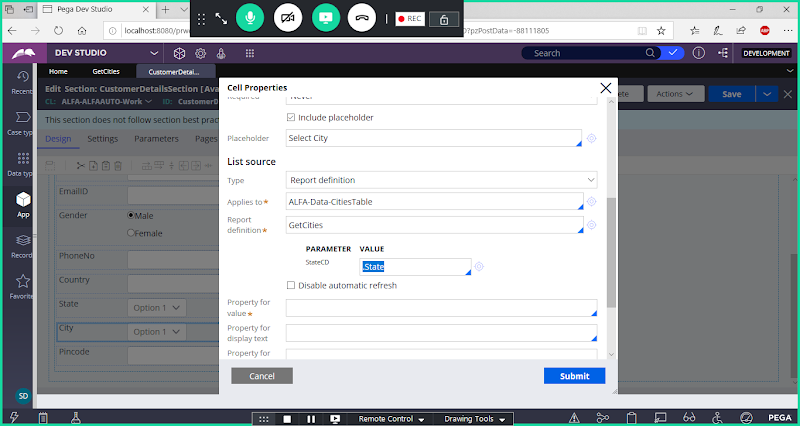 Pega Dev Studio
REC
localhost:8080/prwe
0?pzPostData=-88111805
DEV STUDIO
Search
DEVELOPMENT
Home
GetCities
CustomerDetai...
Recent
Case type
Data type
App
Record
Favorite
SD
Edit Section: CustomerDetailsSection [Ava
CL: ALFA-ALFAAUTO-Work
ID: CustomerD
Actions
Save
This section does not follow section best prac
Design
Settings
Parameters
Pages
EmailID
Gender
Male
Female
PhoneNo
Country
State
Option 1
City
Option 1
Pincode
Cell Properties
Required
Never
Include placeholder
Placeholder
Select City
List source
Type
Report definition
Applies to*
ALFA-Data-CitiesTable
Report
definition*
GetCities
PARAMETER
VALUE
StateCD
.State
Disable automatic refresh
Property for
value*
Property for
display text
Property for
Cancel
Submit
Remote Control
Drawing Tools
PEGA